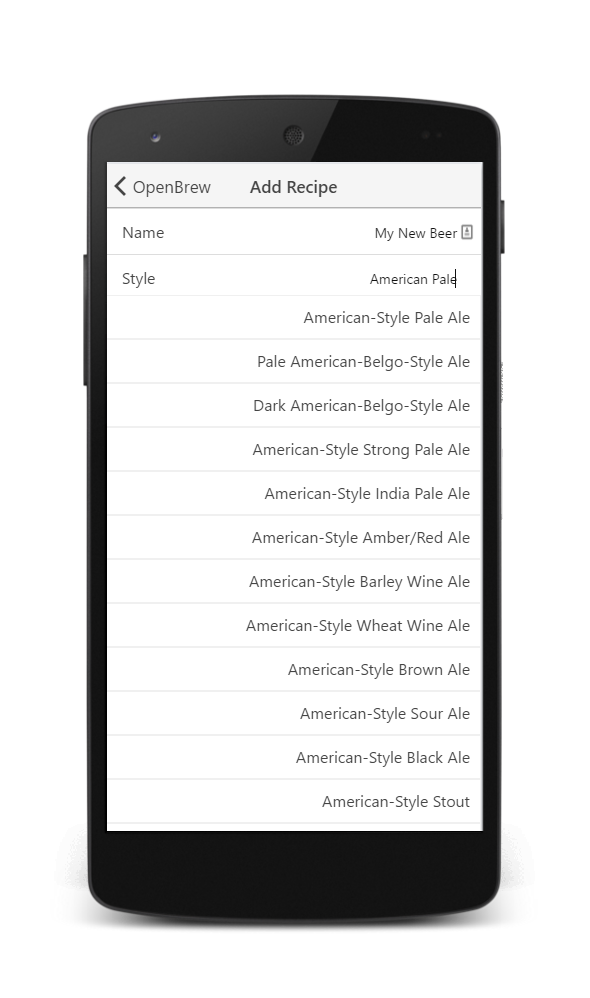 OpenBrew Add Recipe
Name My New Beer
Style American Pale
American-Style Pale Ale
Pale American-Belgo-Style Ale
Dark American-Belgo-Style Ale
American-Style Strong Pale Ale
American-Style India Pale Ale
American-Style Amber/Red Ale
American-Style Barley Wine Ale
American-Style Wheat Wine Ale
American-Style Brown Ale
American-Style Sour Ale
American-Style Black Ale
American-Style Stout